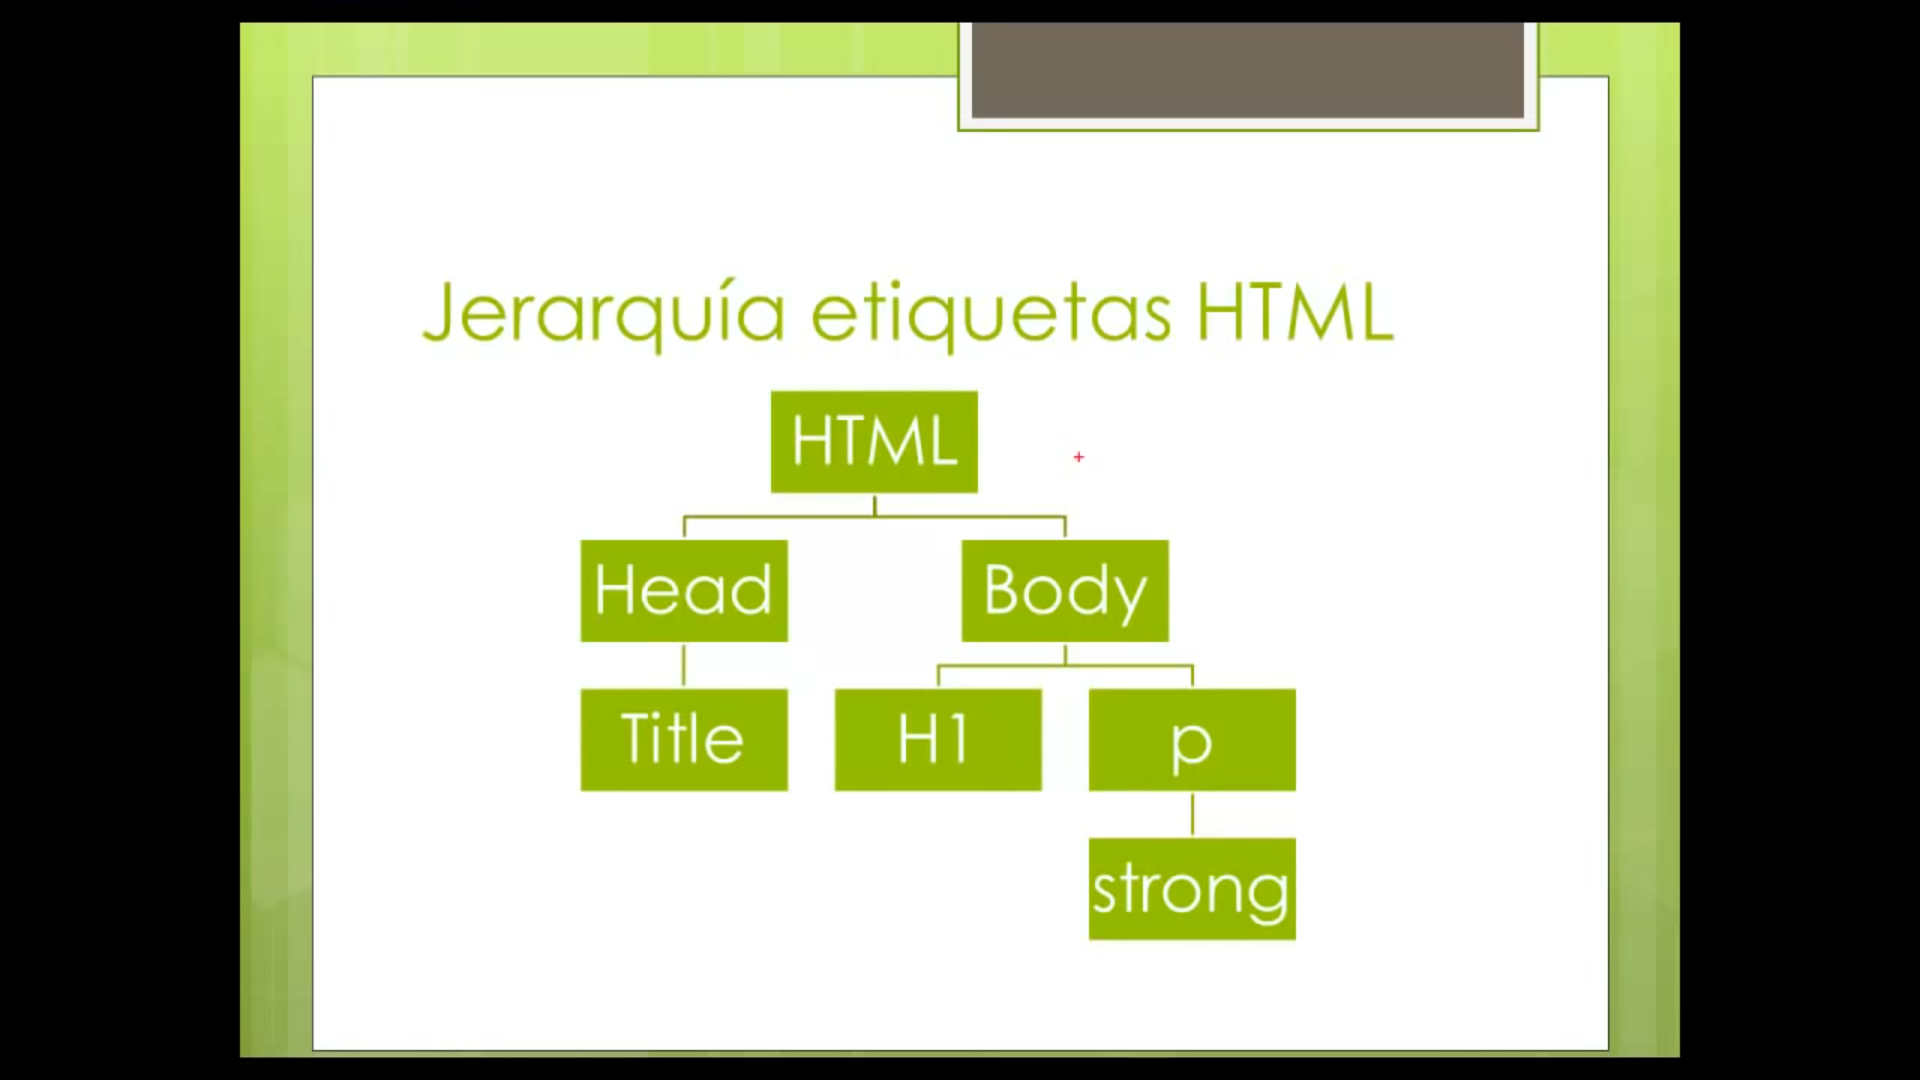 Jerarquía etiquetas HTML
HTML
Head
Body
Title
H1
p
strong